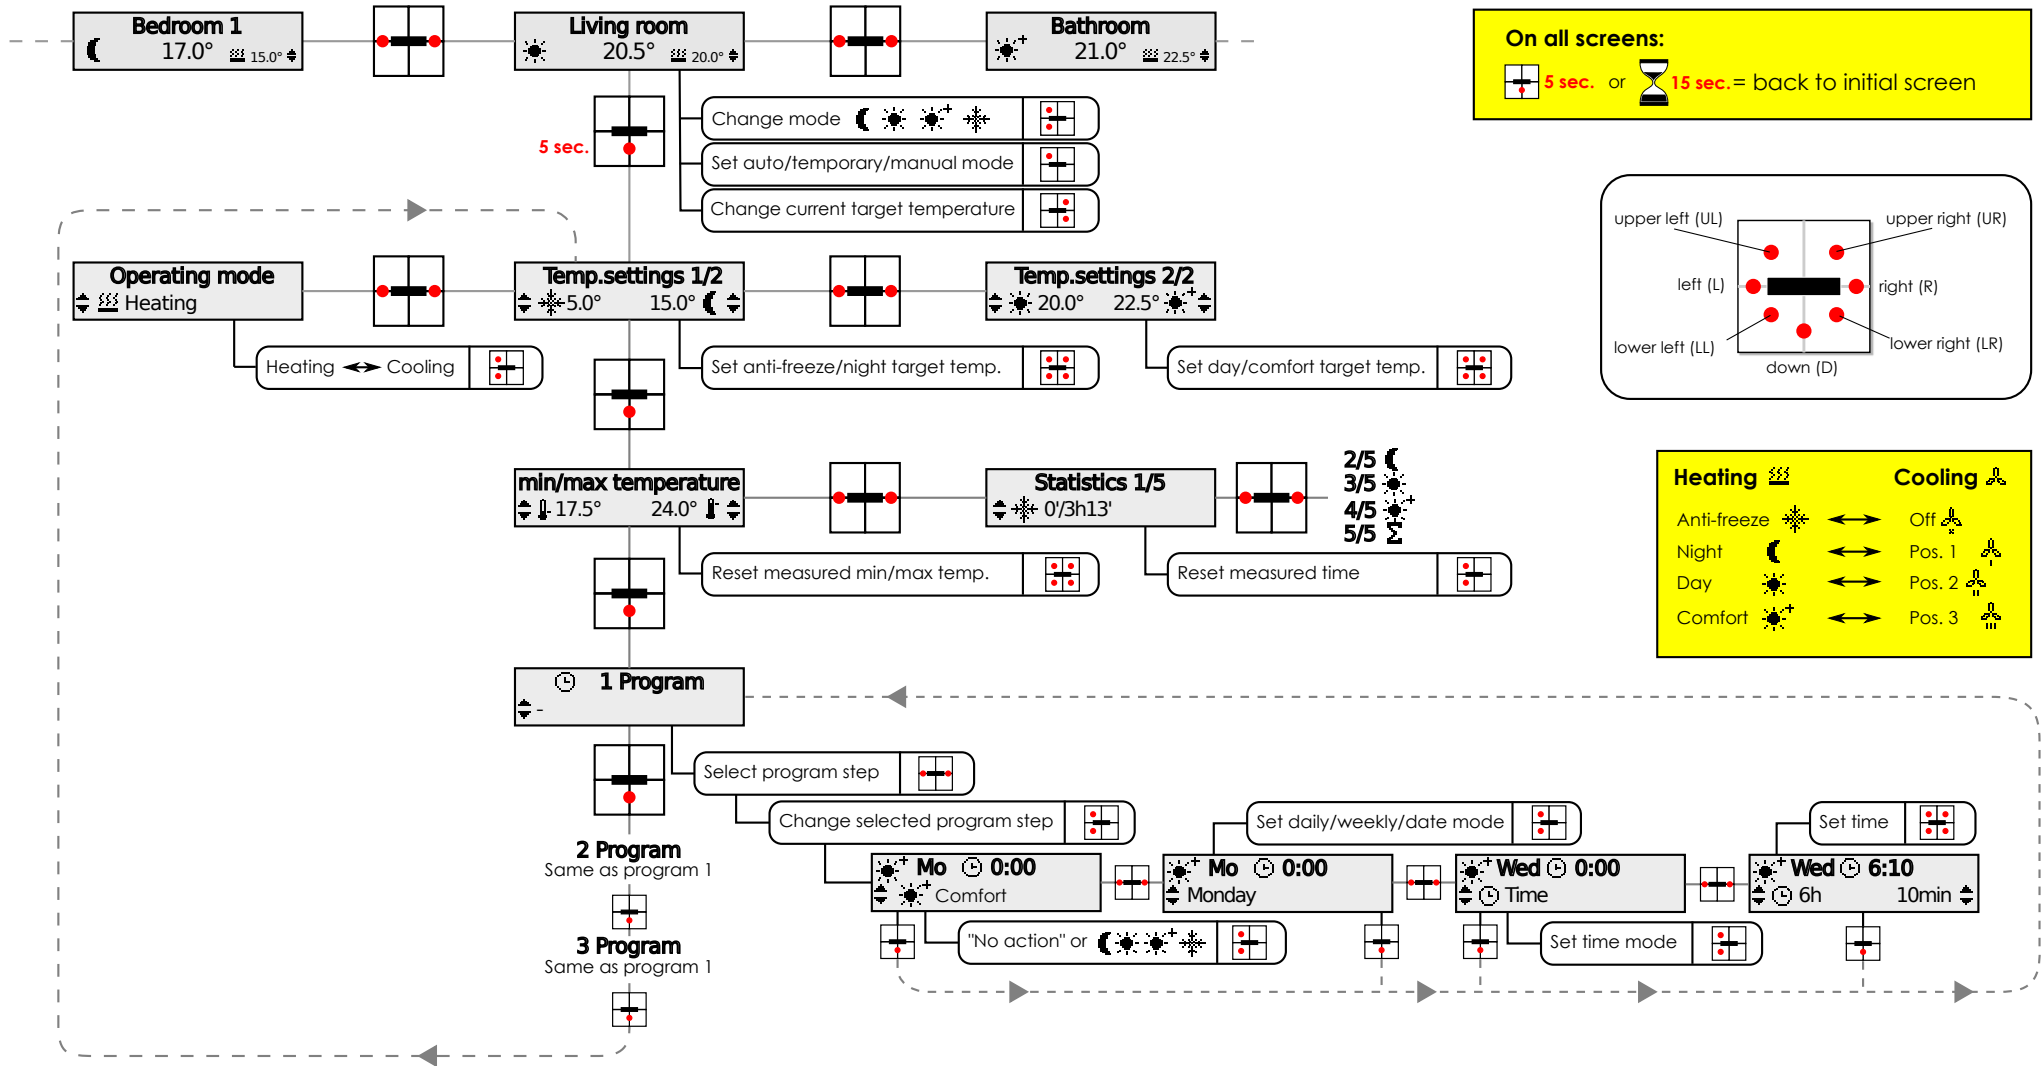 Bedroom 1
17.0° 15.0°
Living room
20.5° 20.0°
Bathroom
21.0° 22.5°
On all screens:
5 sec. or 15 sec. = back to initial screen
5 sec.
Change mode
Set auto/temporary/manual mode
Change current target temperature
upper left (UL)
upper right (UR)
left (L)
right (R)
lower left (LL)
lower right (LR)
down (D)
Operating mode
Heating
Temp.settings 1/2
5.0° 15.0°
Temp.settings 2/2
20.0° 22.5°
Heating Cooling
Set anti-freeze/night target temp.
Set day/comfort target temp.
min/max temperature
17.5° 24.0°
Statistics 1/5
0'/3h13'
2/5
3/5
4/5
5/5 Σ
Reset measured min/max temp.
Reset measured time
Heating Cooling
Anti-freeze Off
Night Pos. 1
Day Pos. 2
Comfort Pos. 3
1 Program
-
Select program step
Change selected program step
Set daily/weekly/date mode
Set time
2 Program
Same as program 1
3 Program
Same as program 1
Mo 0:00
Comfort
Mo 0:00
Monday
Wed 0:00
Time
Wed 6:10
6h 10min
"No action" or
Set time mode